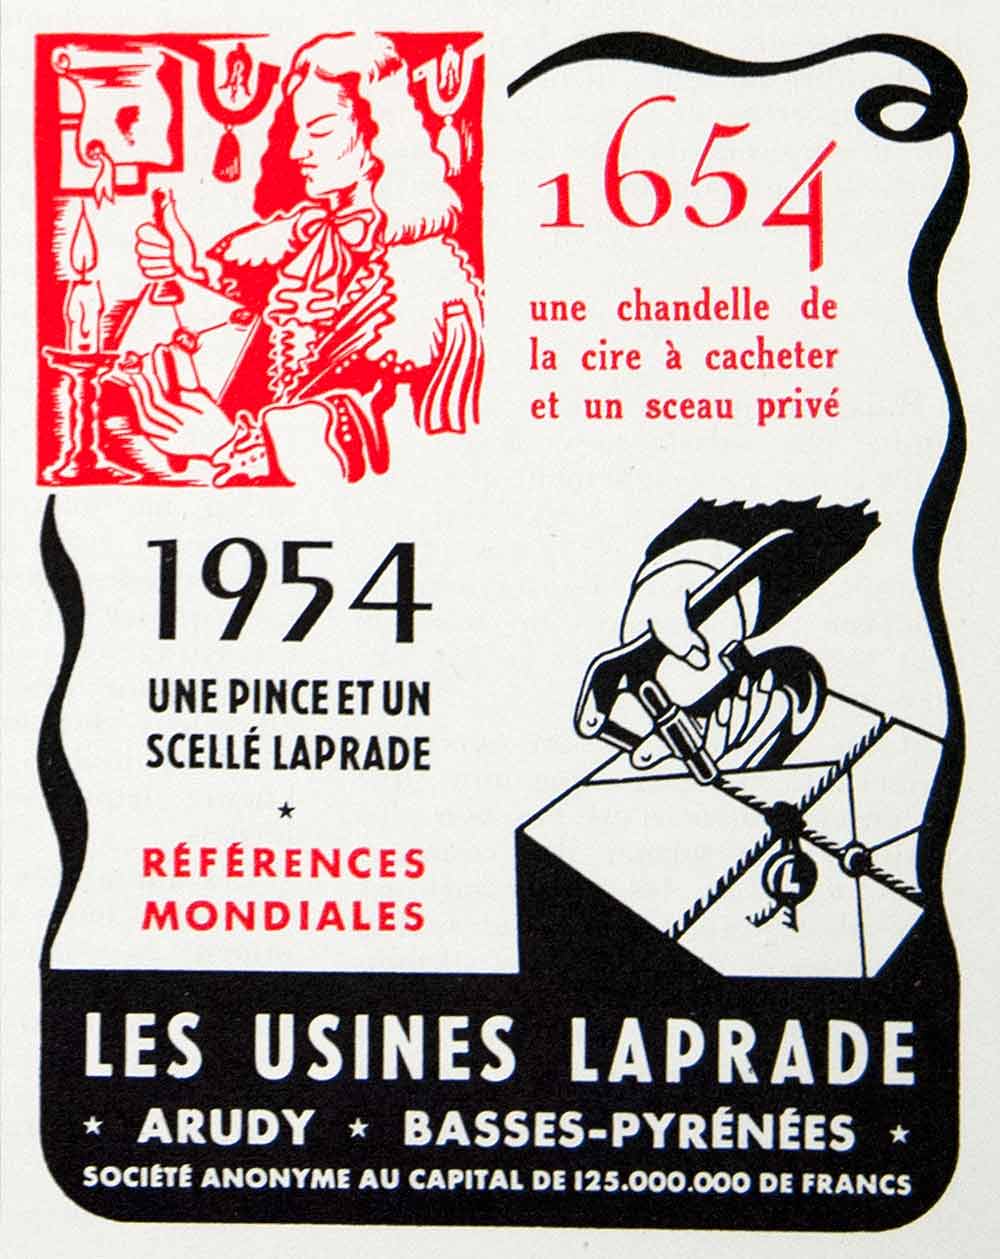 1654
une chandelle de
la cire à cacheter
et un sceau privé
1954
UNE PINCE ET UN
SCELLÉ LAPRADE
*
RÉFÉRENCES
MONDIALES
L
LES USINES LAPRADE
* ARUDY * BASSES-PYRÉNÉES *
SOCIÉTÉ ANONYME AU CAPITAL DE 125.000.000 DE FRANCS